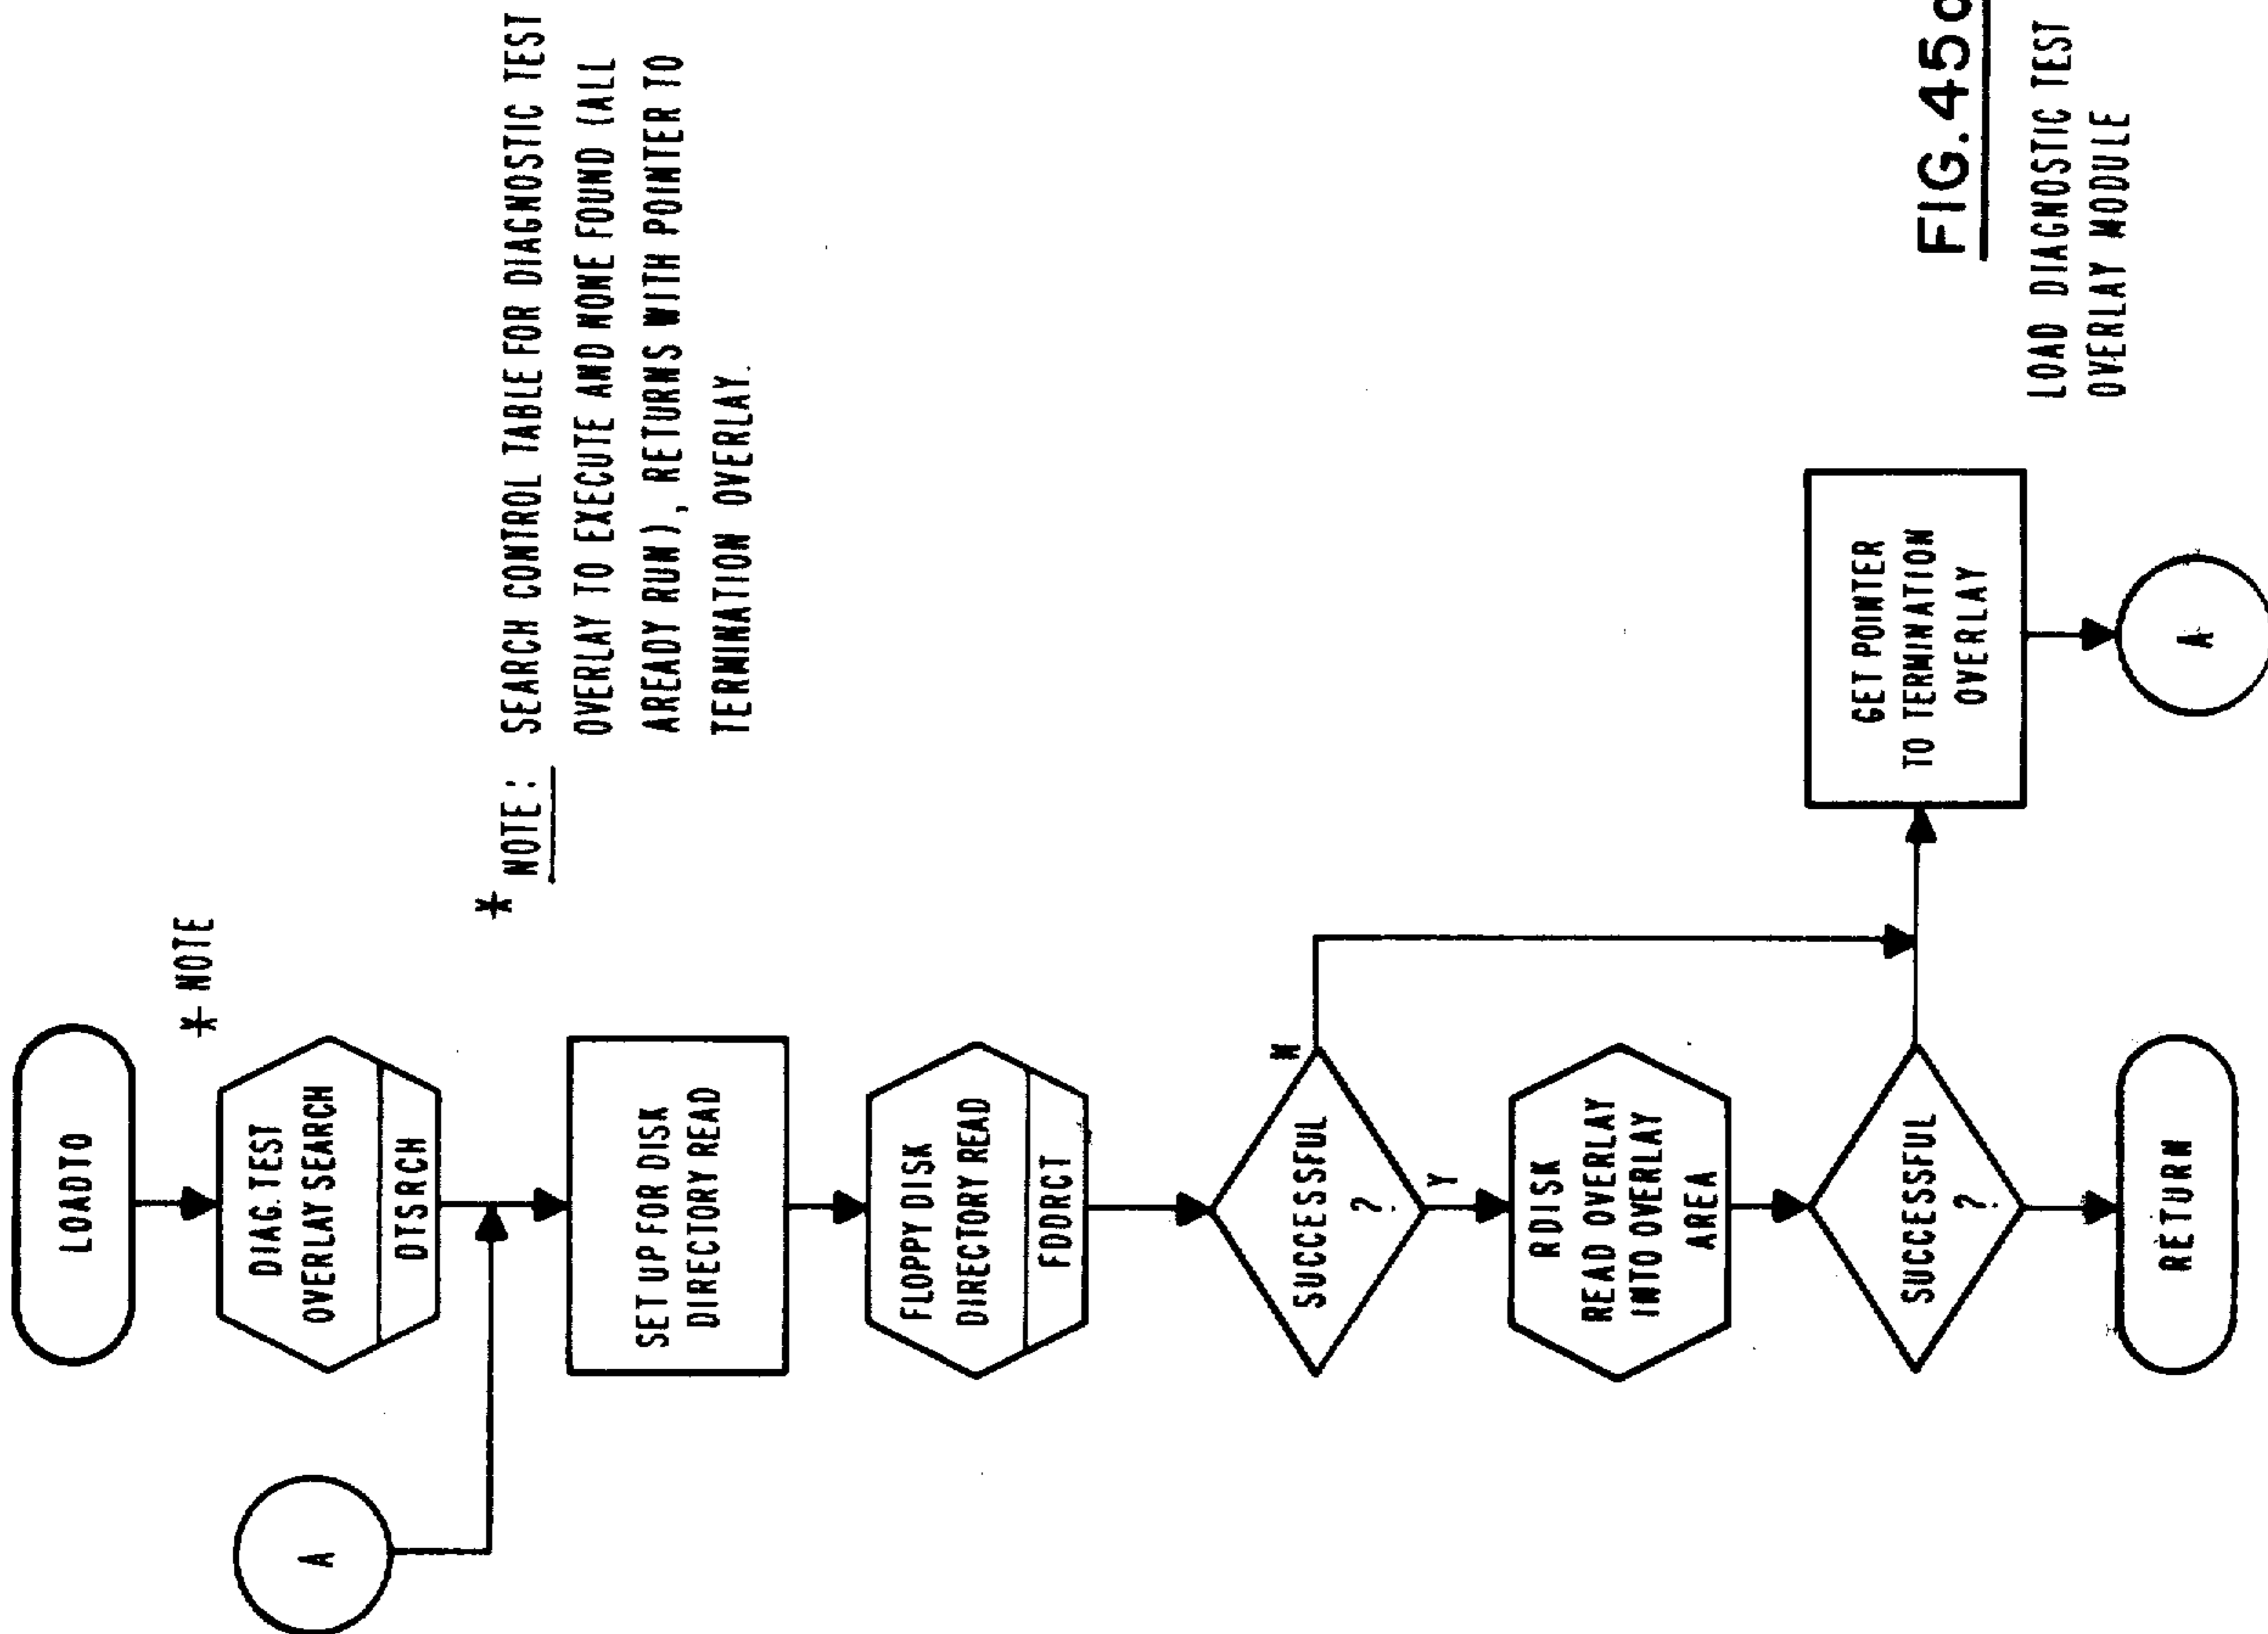 LOADTO
* NOTE
DIAG. TEST
OVERLAY SEARCH
DTSRCH
A
* NOTE: SEARCH CONTROL TABLE FOR DIAGNOSTIC TEST
OVERLAY TO EXECUTE AND NONE FOUND (ALL
AREADY RUN), RETURNS WITH POINTER TO
TERMINATION OVERLAY.
SET UP FOR DISK
DIRECTORY READ
FLOPPY DISK
DIRECTORY READ
FDDRCT
SUCCESSFUL
?
N
Y
RDISK
READ OVERLAY
INTO OVERLAY
AREA
SUCCESSFUL
?
GET POINTER
TO TERMINATION
OVERLAY
A
RETURN
FIG.45
LOAD DIAGNOSTIC TEST
OVERLAY MODULE